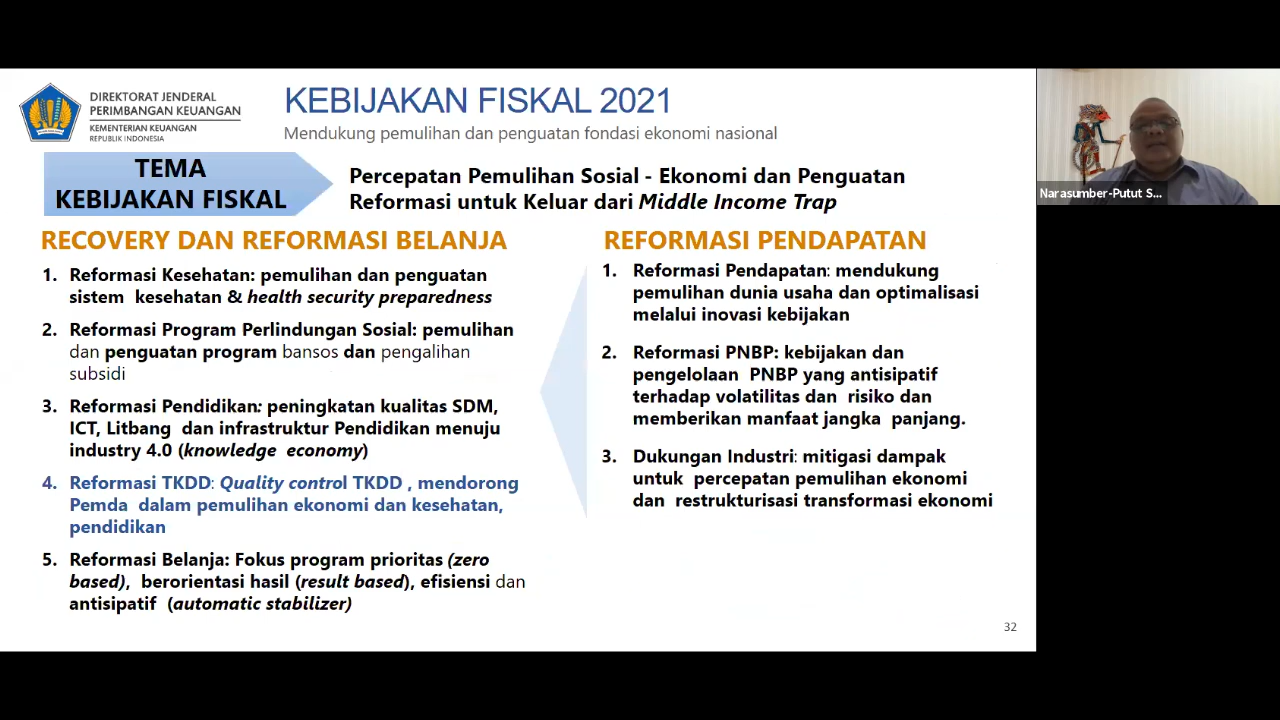 DIREKTORAT JENDERAL
PERIMBANGAN KEUANGAN
KEMENTERIAN KEUANGAN
REPUBLIK INDONESIA
KEBIJAKAN FISKAL 2021
Mendukung pemulihan dan penguatan fondasi ekonomi nasional
TEMA
KEBIJAKAN FISKAL
Percepatan Pemulihan Sosial - Ekonomi dan Penguatan
Reformasi untuk Keluar dari Middle Income Trap
RECOVERY DAN REFORMASI BELANJA
1. Reformasi Kesehatan: pemulihan dan penguatan
sistem kesehatan & health security preparedness
2. Reformasi Program Perlindungan Sosial: pemulihan
dan penguatan program bansos dan pengalihan
subsidi
3. Reformasi Pendidikan: peningkatan kualitas SDM,
ICT, Litbang dan infrastruktur Pendidikan menuju
industry 4.0 (knowledge economy)
4. Reformasi TKDD: Quality control TKDD , mendorong
Pemda dalam pemulihan ekonomi dan kesehatan,
pendidikan
5. Reformasi Belanja: Fokus program prioritas (zero
based), berorientasi hasil (result based), efisiensi dan
antisipatif (automatic stabilizer)
REFORMASI PENDAPATAN
1. Reformasi Pendapatan: mendukung
pemulihan dunia usaha dan optimalisasi
melalui inovasi kebijakan
2. Reformasi PNBP: kebijakan dan
pengelolaan PNBP yang antisipatif
terhadap volatilitas dan risiko dan
memberikan manfaat jangka panjang.
3. Dukungan Industri: mitigasi dampak
untuk percepatan pemulihan ekonomi
dan restrukturisasi transformasi ekonomi
32
Narasumber-Putut S...